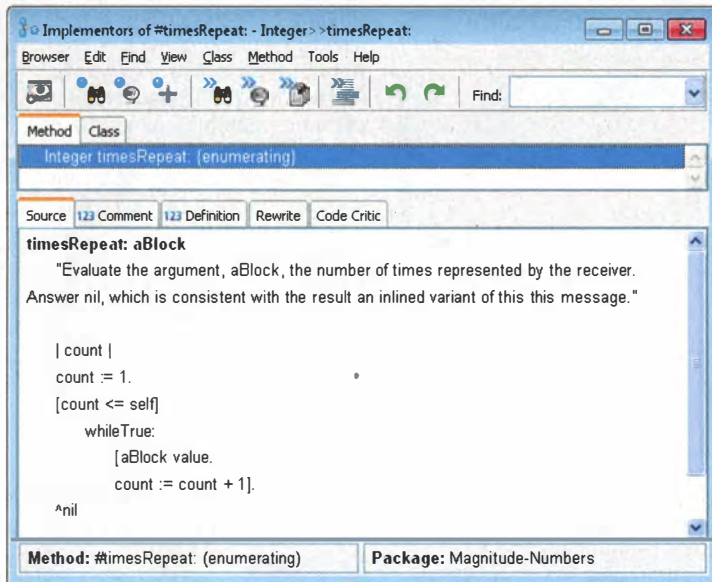 Implementors of #timesRepeat: - Integer>>timesRepeat:
Browser Edit Find View Class Method Tools Help
Find:
Method Class
Integer timesRepeat: {enumerating}
Source 123 Comment 123 Definition Rewrite Code Critic
timesRepeat: aBlock
"Evaluate the argument, aBlock, the number of times represented by the receiver.
Answer nil, which is consistent with the result an inlined variant of this this message."
| count |
count := 1.
[count <= self]
whileTrue:
[aBlock value.
count := count + 1].
^nil
Method: #timesRepeat: (enumerating) Package: Magnitude-Numbers